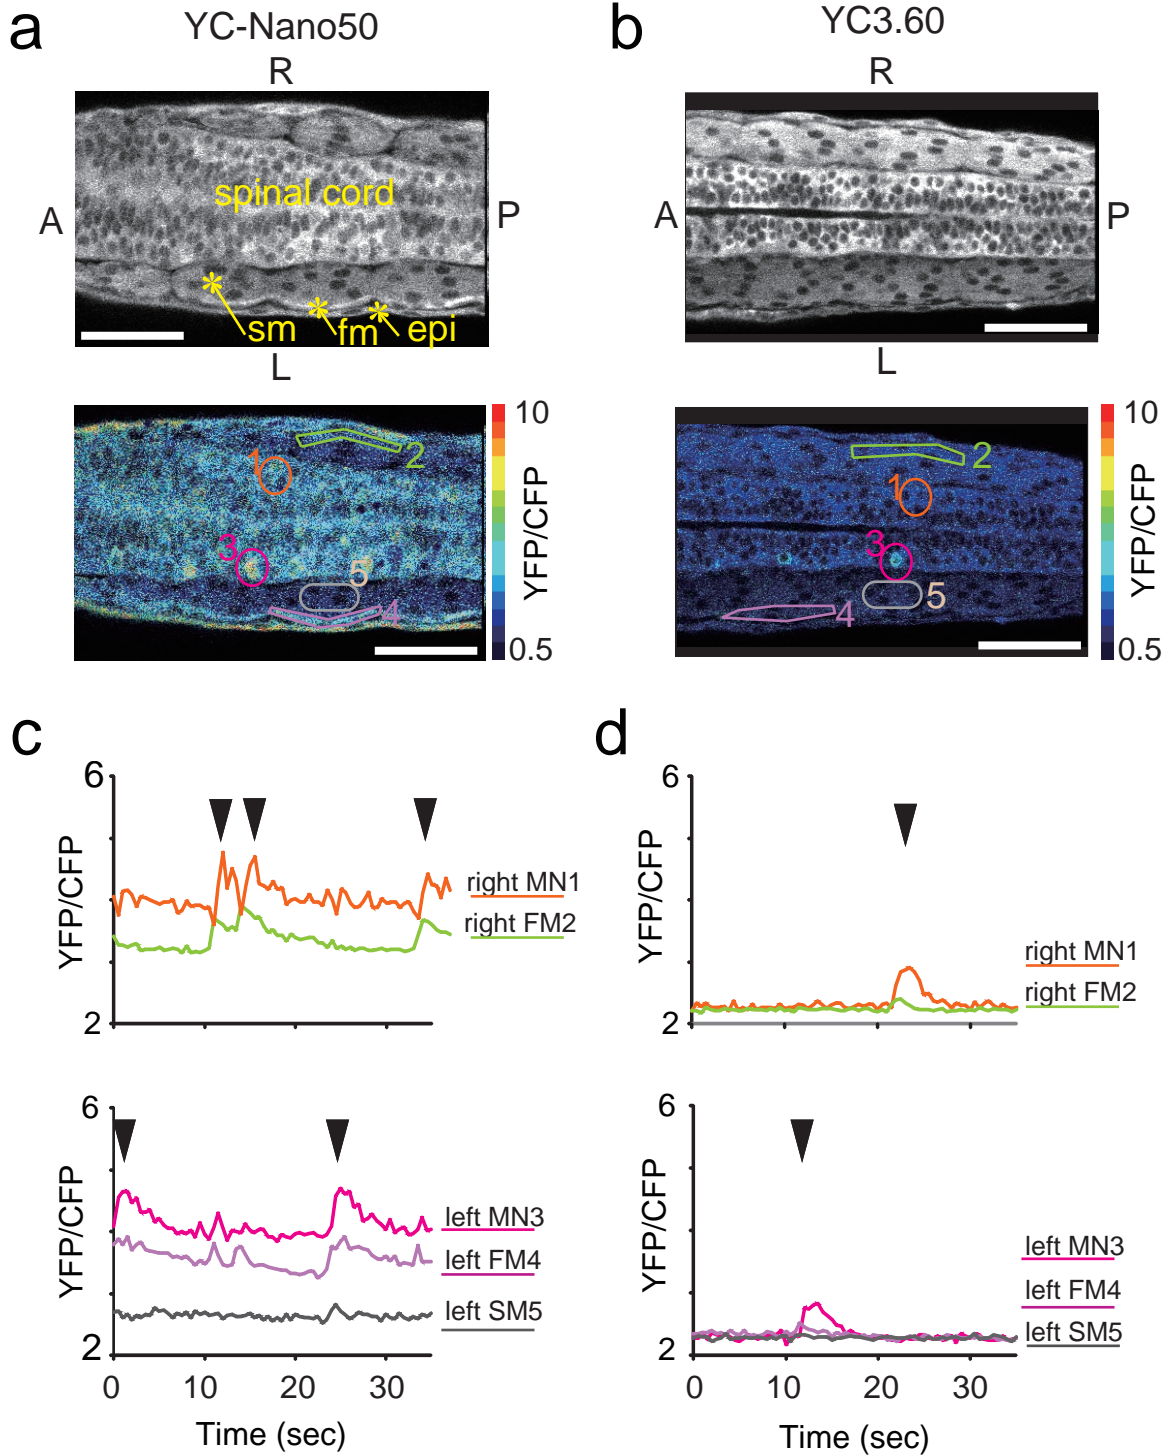 a
YC-Nano50
R
A
spinal cord
P
sm
fm
epi
L
1
2
3
5
4
10
YFP/CFP
0.5
b
YC3.60
R
A
P
L
1
2
3
5
4
10
YFP/CFP
0.5
c
6
YFP/CFP
2
right MN1
right FM2
6
YFP/CFP
2
left MN3
left FM4
left SM5
0 10 20 30
Time (sec)
d
6
YFP/CFP
2
right MN1
right FM2
6
YFP/CFP
2
left MN3
left FM4
left SM5
0 10 20 30
Time (sec)